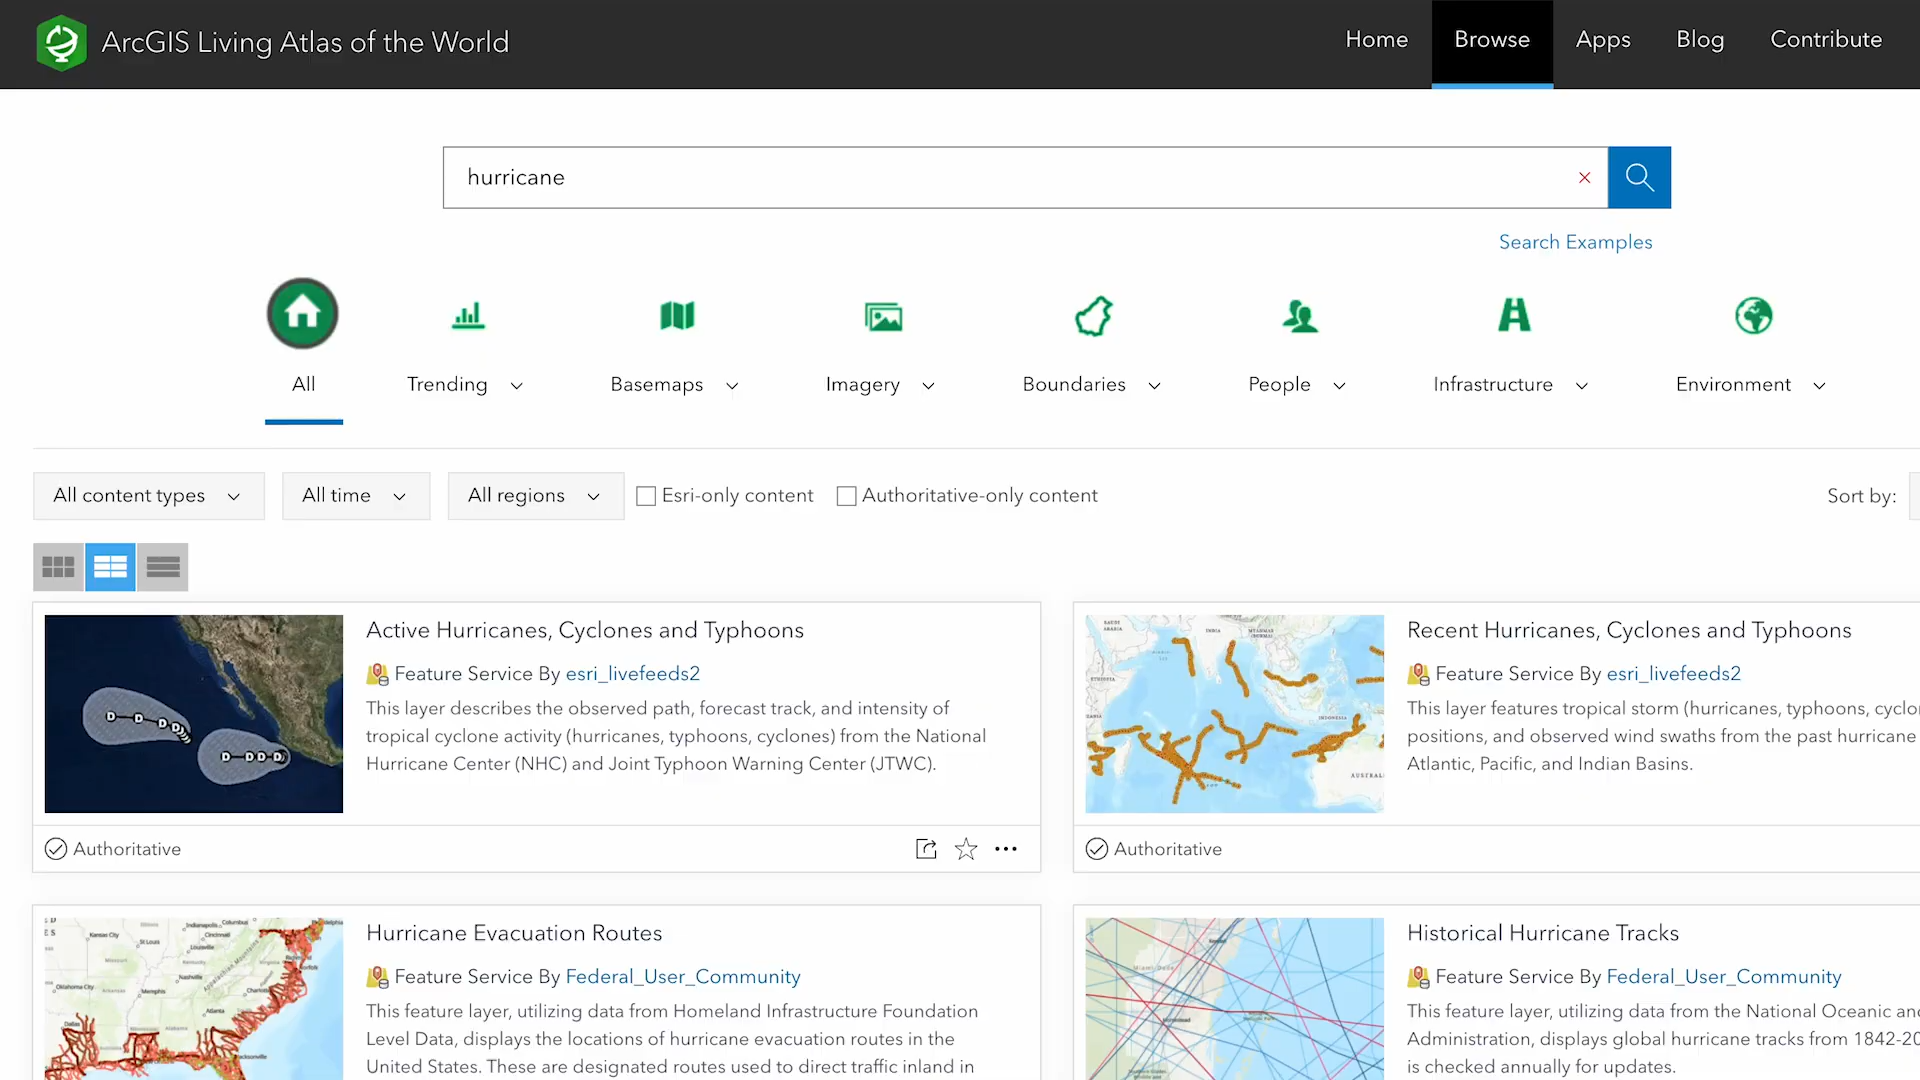 ArcGIS Living Atlas of the World
Home
Browse
Apps
Blog
Contribute
hurricane
Search Examples
All
Trending
Basemaps
Imagery
Boundaries
People
Infrastructure
Environment
All content types
All time
All regions
Esri-only content
Authoritative-only content
Sort by:
Active Hurricanes, Cyclones and Typhoons
Feature Service By esri_livefeeds2
This layer describes the observed path, forecast track, and intensity of
tropical cyclone activity (hurricanes, typhoons, cyclones) from the National
Hurricane Center (NHC) and Joint Typhoon Warning Center (JTWC).
Authoritative
Recent Hurricanes, Cyclones and Typhoons
Feature Service By esri_livefeeds2
This layer features tropical storm (hurricanes, typhoons, cyclo
positions, and observed wind swaths from the past hurricane
Atlantic, Pacific, and Indian Basins.
Authoritative
Hurricane Evacuation Routes
Feature Service By Federal_User_Community
This feature layer, utilizing data from Homeland Infrastructure Foundation
Level Data, displays the locations of hurricane evacuation routes in the
United States. These are designated routes used to direct traffic inland in
Historical Hurricane Tracks
Feature Service By Federal_User_Community
This feature layer, utilizing data from the National Oceanic and
Administration, displays global hurricane tracks from 1842-20
is checked annually for updates.